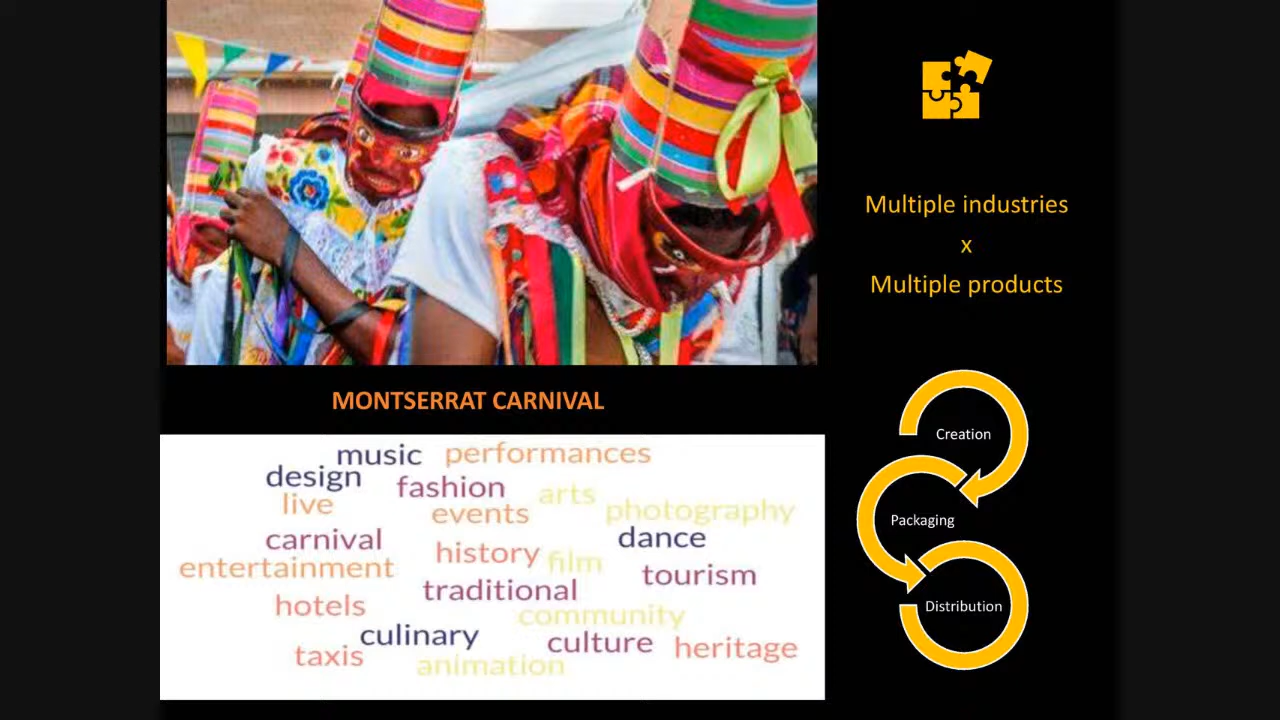 MONTSERRAT CARNIVAL
music performances
design
fashion
live
arts
events
photography
carnival
dance
history
film
entertainment
tourism
traditional
hotels
community
culinary
culture
heritage
taxis
animation
Multiple industries
x
Multiple products
Creation
Packaging
Distribution